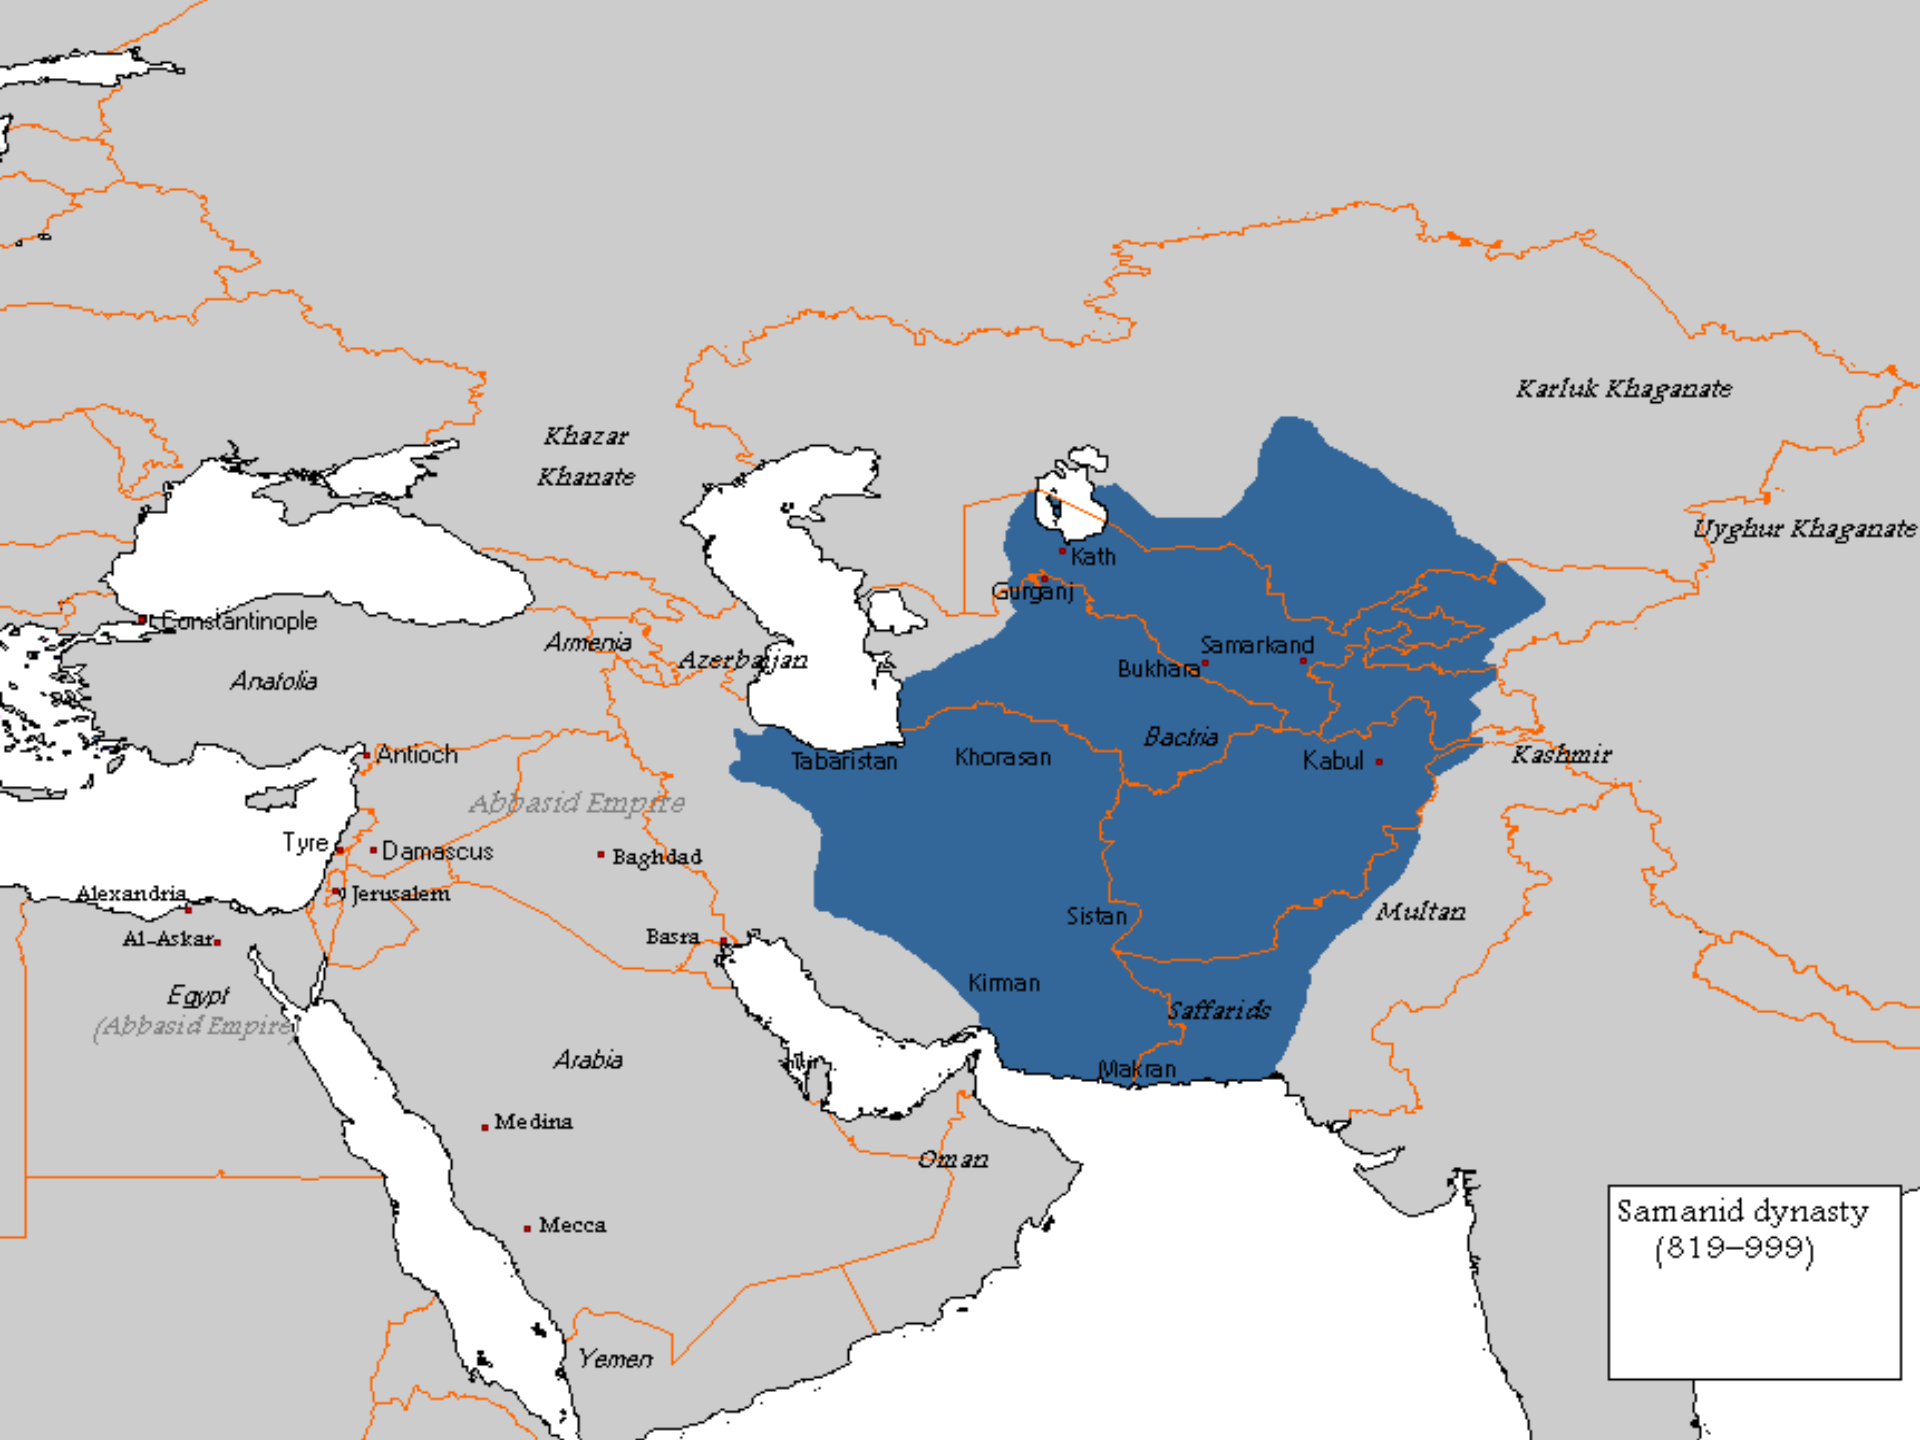 Karluk Khaganate
Khazar
Khanate
Uyghur Khaganate
Kath
Gurganj
Constantinople
Armenia
Azerbaijan
Samarkand
Bukhara
Anatolia
Bactria
Antioch
Tabaristan
Khorasan
Kabul
Kashmir
Abbasid Empire
Tyre
Damascus
Baghdad
Alexandria
Jerusalem
Multan
Sistan
Al-Askar
Basra
Kirman
Egypt
(Abbasid Empire)
Saffarids
Arabia
Makran
Medina
Oman
Mecca
Samanid dynasty
(819–999)
Yemen